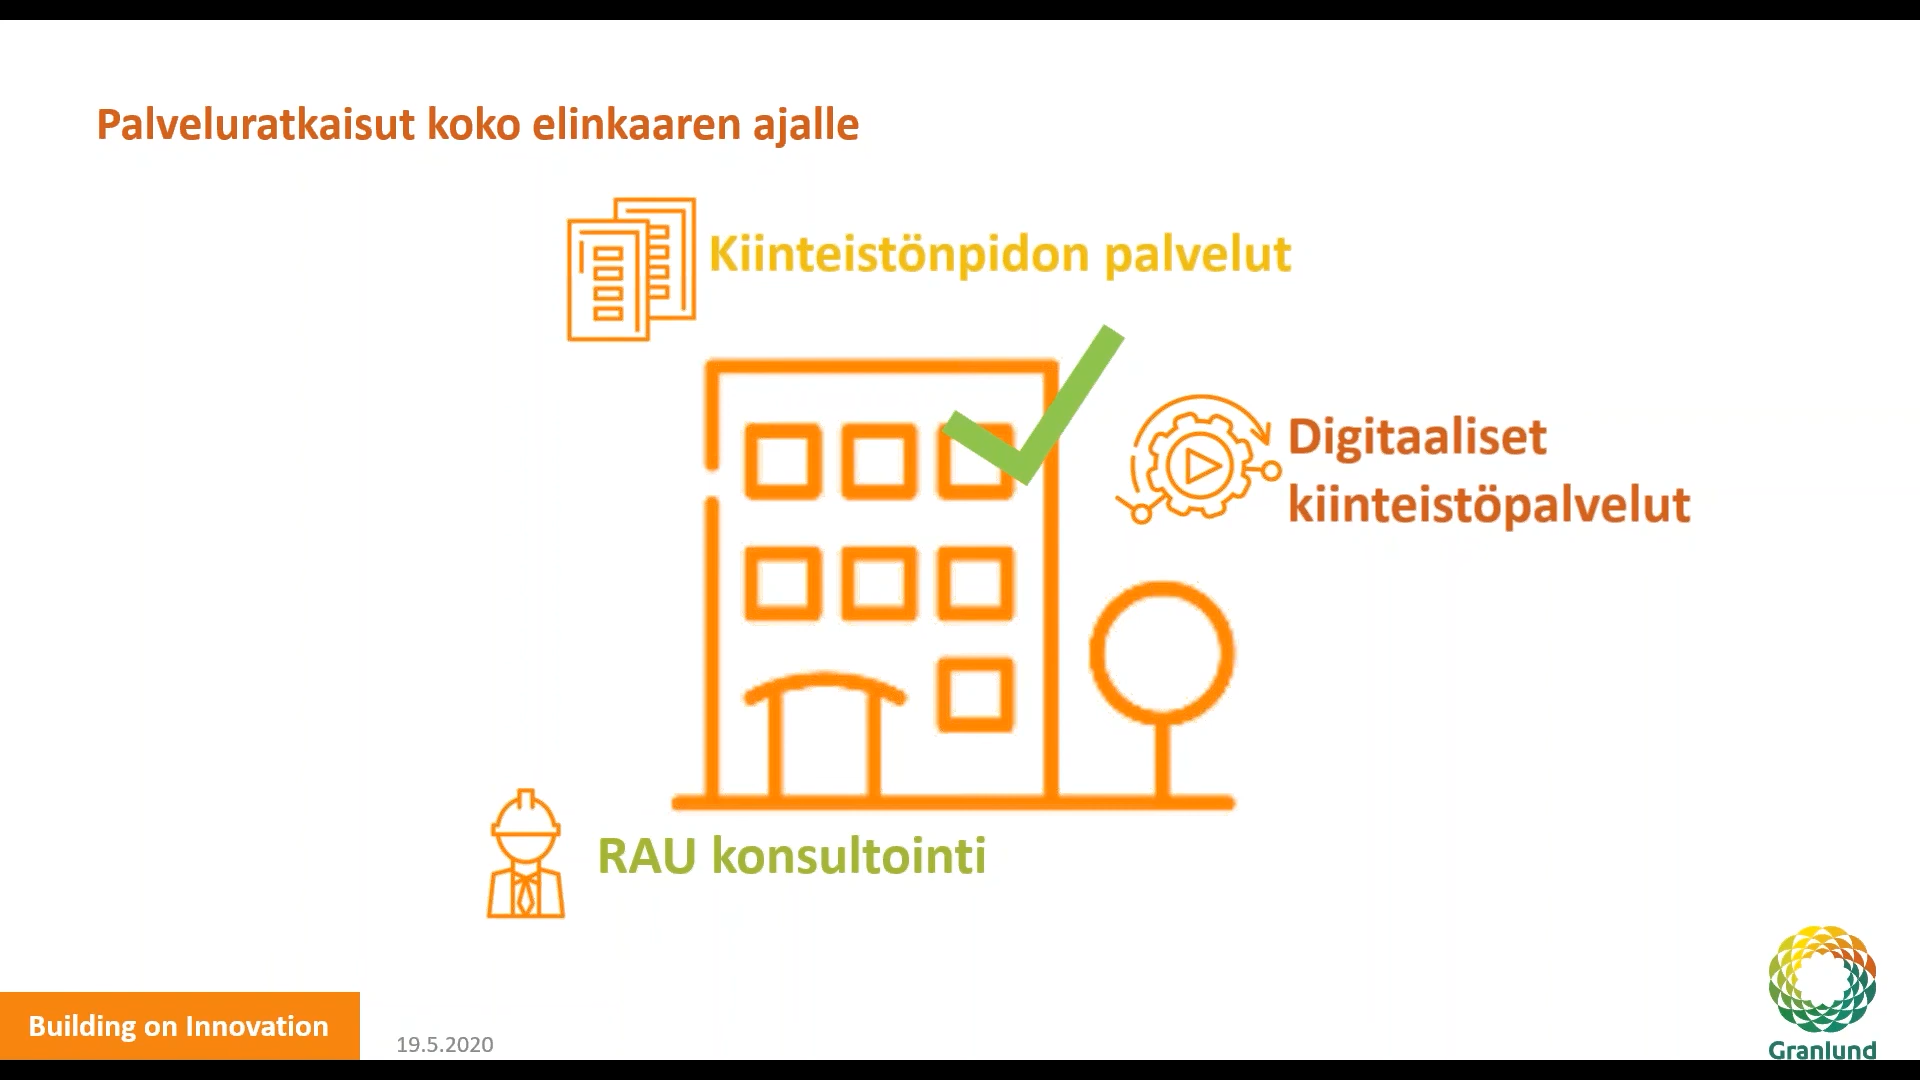 Palveluratkaisut koko elinkaaren ajalle
Kiinteistönpidon palvelut
Digitaaliset
kiinteistöpalvelut
RAU konsultointi
Building on Innovation
19.5.2020
Granlund